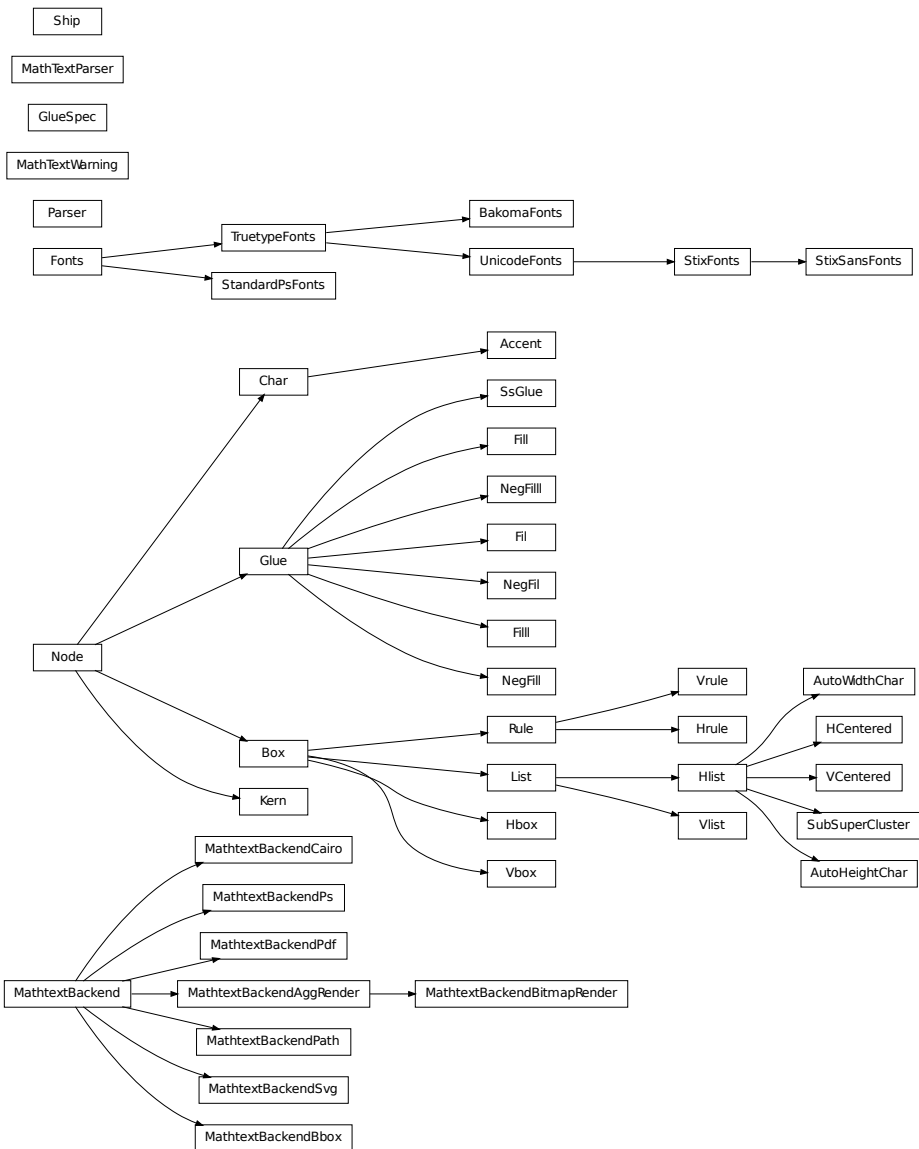 Ship
MathTextParser
GlueSpec
MathTextWarning
Parser
BakomaFonts
TruetypeFonts
Fonts
UnicodeFonts
StixFonts
StixSansFonts
StandardPsFonts
Accent
Char
SsGlue
Fill
NegFilll
Fil
Glue
NegFil
Filll
Node
NegFill
Vrule
AutoWidthChar
Rule
Hrule
HCentered
Box
List
Hlist
VCentered
Kern
Hbox
Vlist
SubSuperCluster
MathtextBackendCairo
Vbox
AutoHeightChar
MathtextBackendPs
MathtextBackendPdf
MathtextBackend
MathtextBackendAggRender
MathtextBackendBitmapRender
MathtextBackendPath
MathtextBackendSvg
MathtextBackendBbox